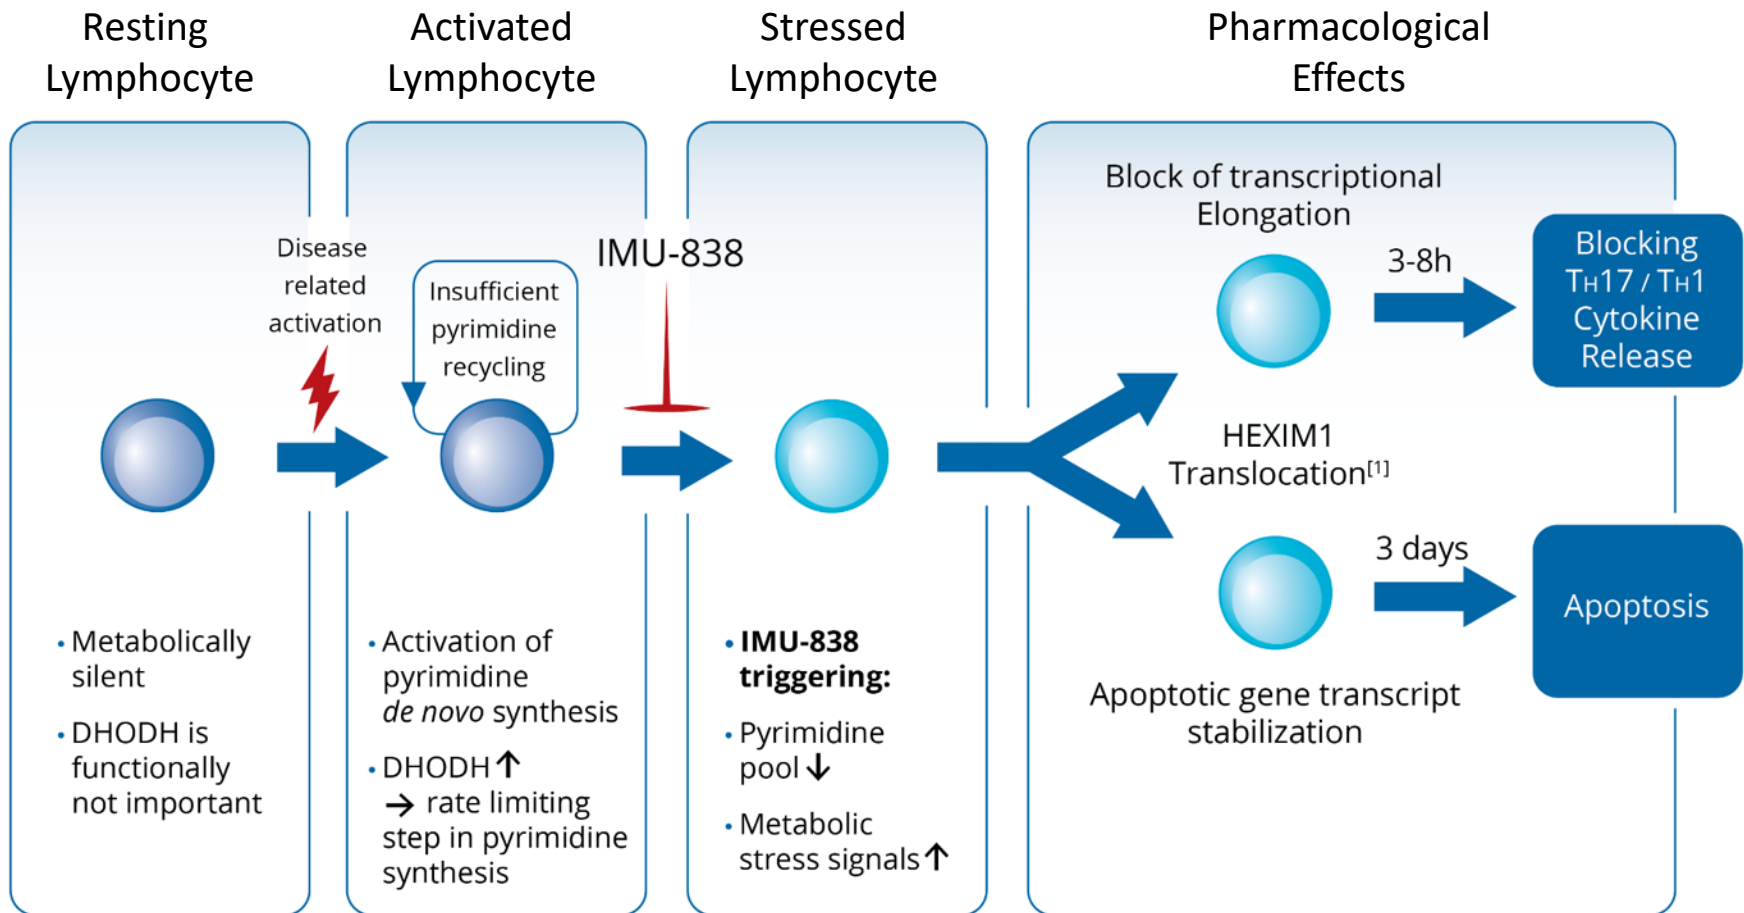 Resting
Lymphocyte
Activated
Lymphocyte
Stressed
Lymphocyte
Pharmacological
Effects
Disease
related
activation
Insufficient
pyrimidine
recycling
IMU-838
Block of transcriptional
Elongation
3-8h
Blocking
TH17 / TH1
Cytokine
Release
HEXIM1
Translocation[1]
3 days
Apoptosis
Apoptotic gene transcript
stabilization
• Metabolically
silent
• DHODH is
functionally
not important
• Activation of
pyrimidine
de novo synthesis
• DHODH ↑
→ rate limiting
step in pyrimidine
synthesis
• IMU-838
triggering:
• Pyrimidine
pool ↓
• Metabolic
stress signals ↑